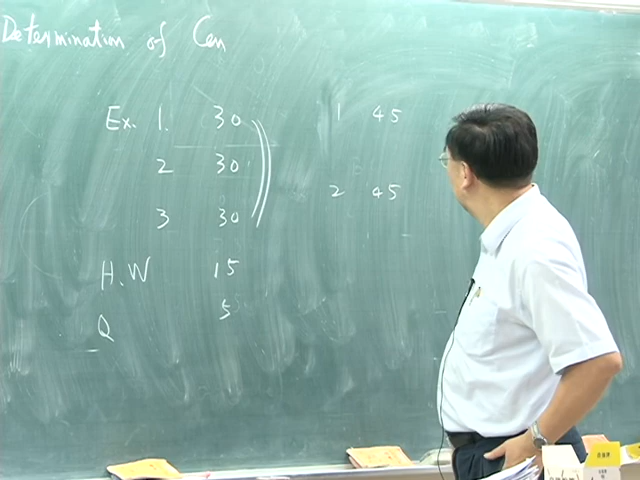 Determination of Cen
Ex. 1. 30 1 45
2 30 2 45
3 30
H.W 15
Q 5